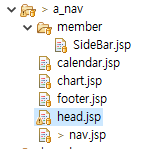 > a_nav
member
SideBar.jsp
calendar.jsp
chart.jsp
footer.jsp
head.jsp
> nav.jsp